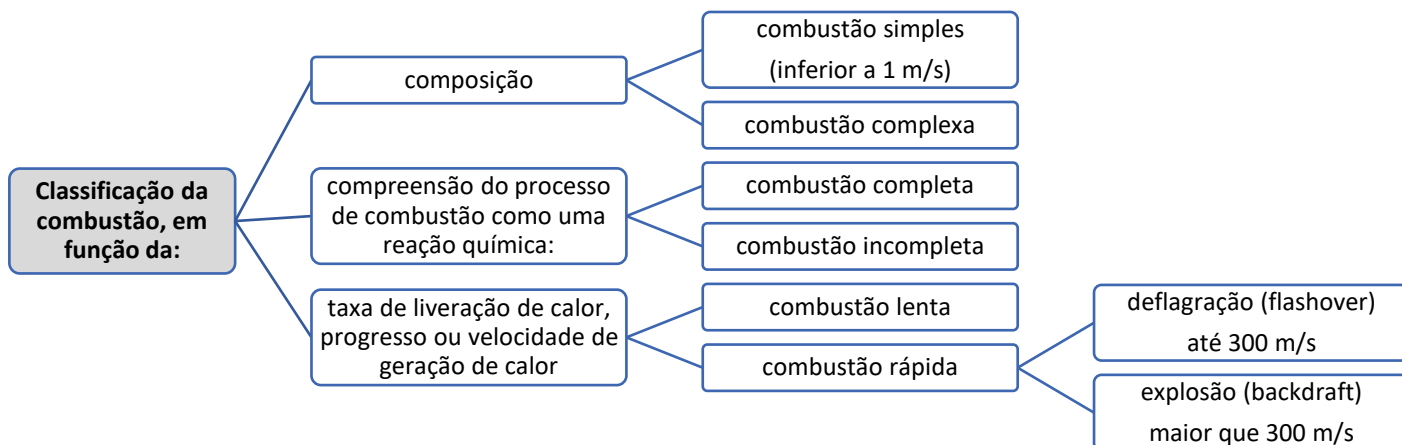 Classificação da
combustão, em
função da:
composição
combustão simples
(inferior a 1 m/s)
combustão complexa
compreensão do processo
de combustão como uma
reação química:
combustão completa
combustão incompleta
taxa de liveração de calor,
progresso ou velocidade de
geração de calor
combustão lenta
combustão rápida
deflagração (flashover)
até 300 m/s
explosão (backdraft)
maior que 300 m/s